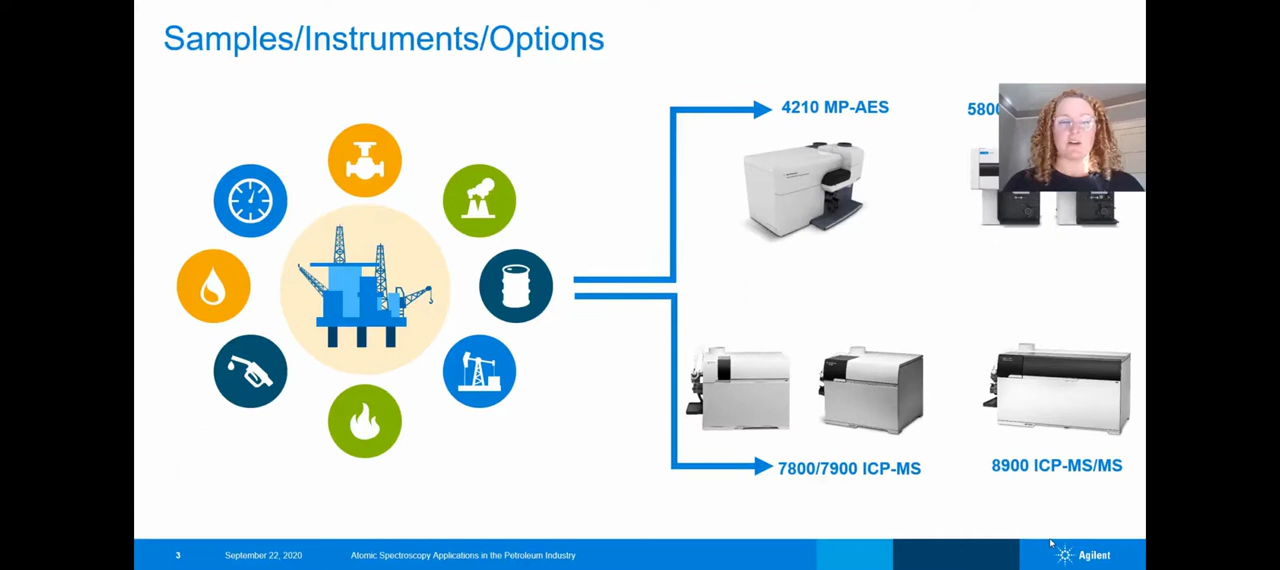 Samples/Instruments/Options
4210 MP-AES
5800
7800/7900 ICP-MS
8900 ICP-MS/MS
3
September 22, 2020
Atomic Spectroscopy Applications in the Petroleum Industry
Agilent